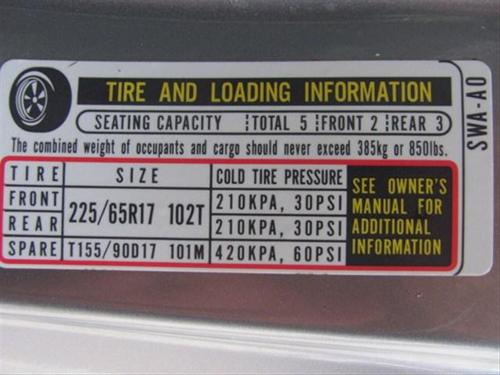 TIRE AND LOADING INFORMATION
SEATING CAPACITY TOTAL 5 FRONT 2 REAR 3
The combined weight of occupants and cargo should never exceed 385kg or 850lbs.
TIRE SIZE COLD TIRE PRESSURE
FRONT 225/65R17 102T 210KPA, 30PSI
REAR 210KPA, 30PSI
SPARE T155/90D17 101M 420KPA, 60PSI
SEE OWNER'S
MANUAL FOR
ADDITIONAL
INFORMATION
SWA-A0